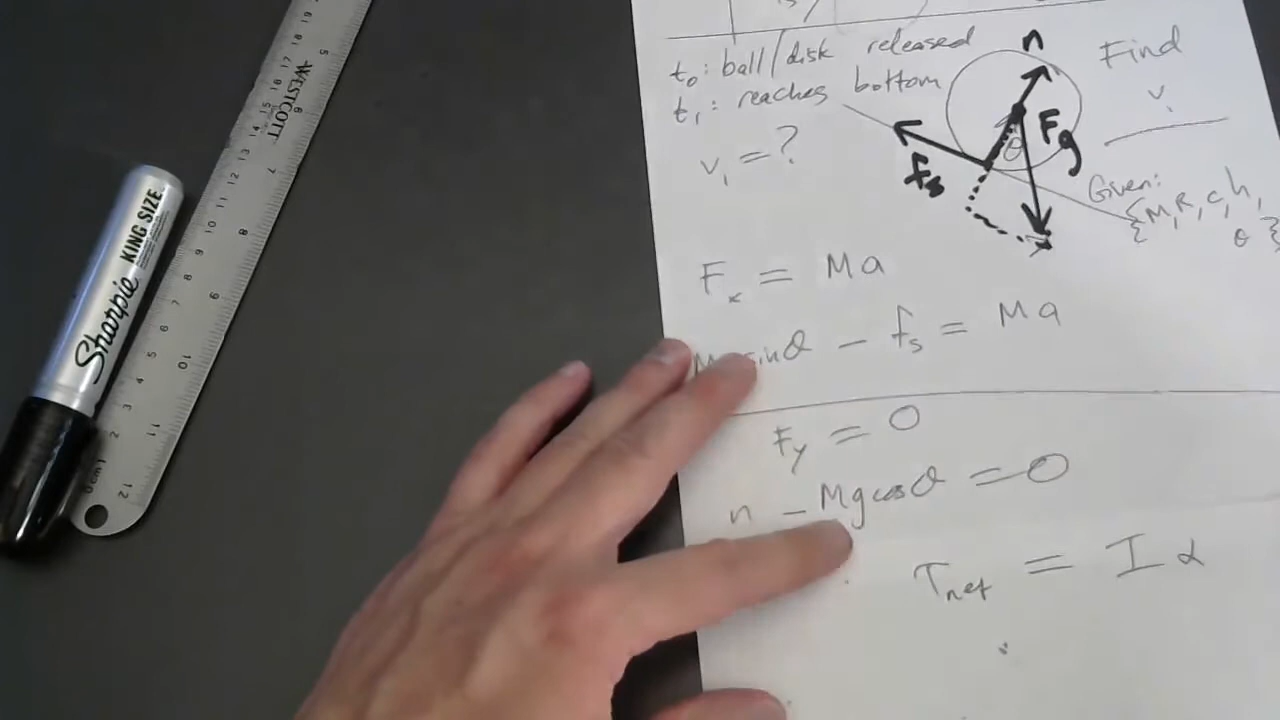 t₀: ball/disk released
t₁: reaches bottom
v₁ = ?
n
Fg
θ
fs
Find
v₁
Given:
{M, R, c, h,
θ}
Fx = Ma
sinθ - fs = Ma
Fy = 0
n - Mg cosθ = 0
τnet = Iα
Sharpie
KING SIZE
WESTCOTT